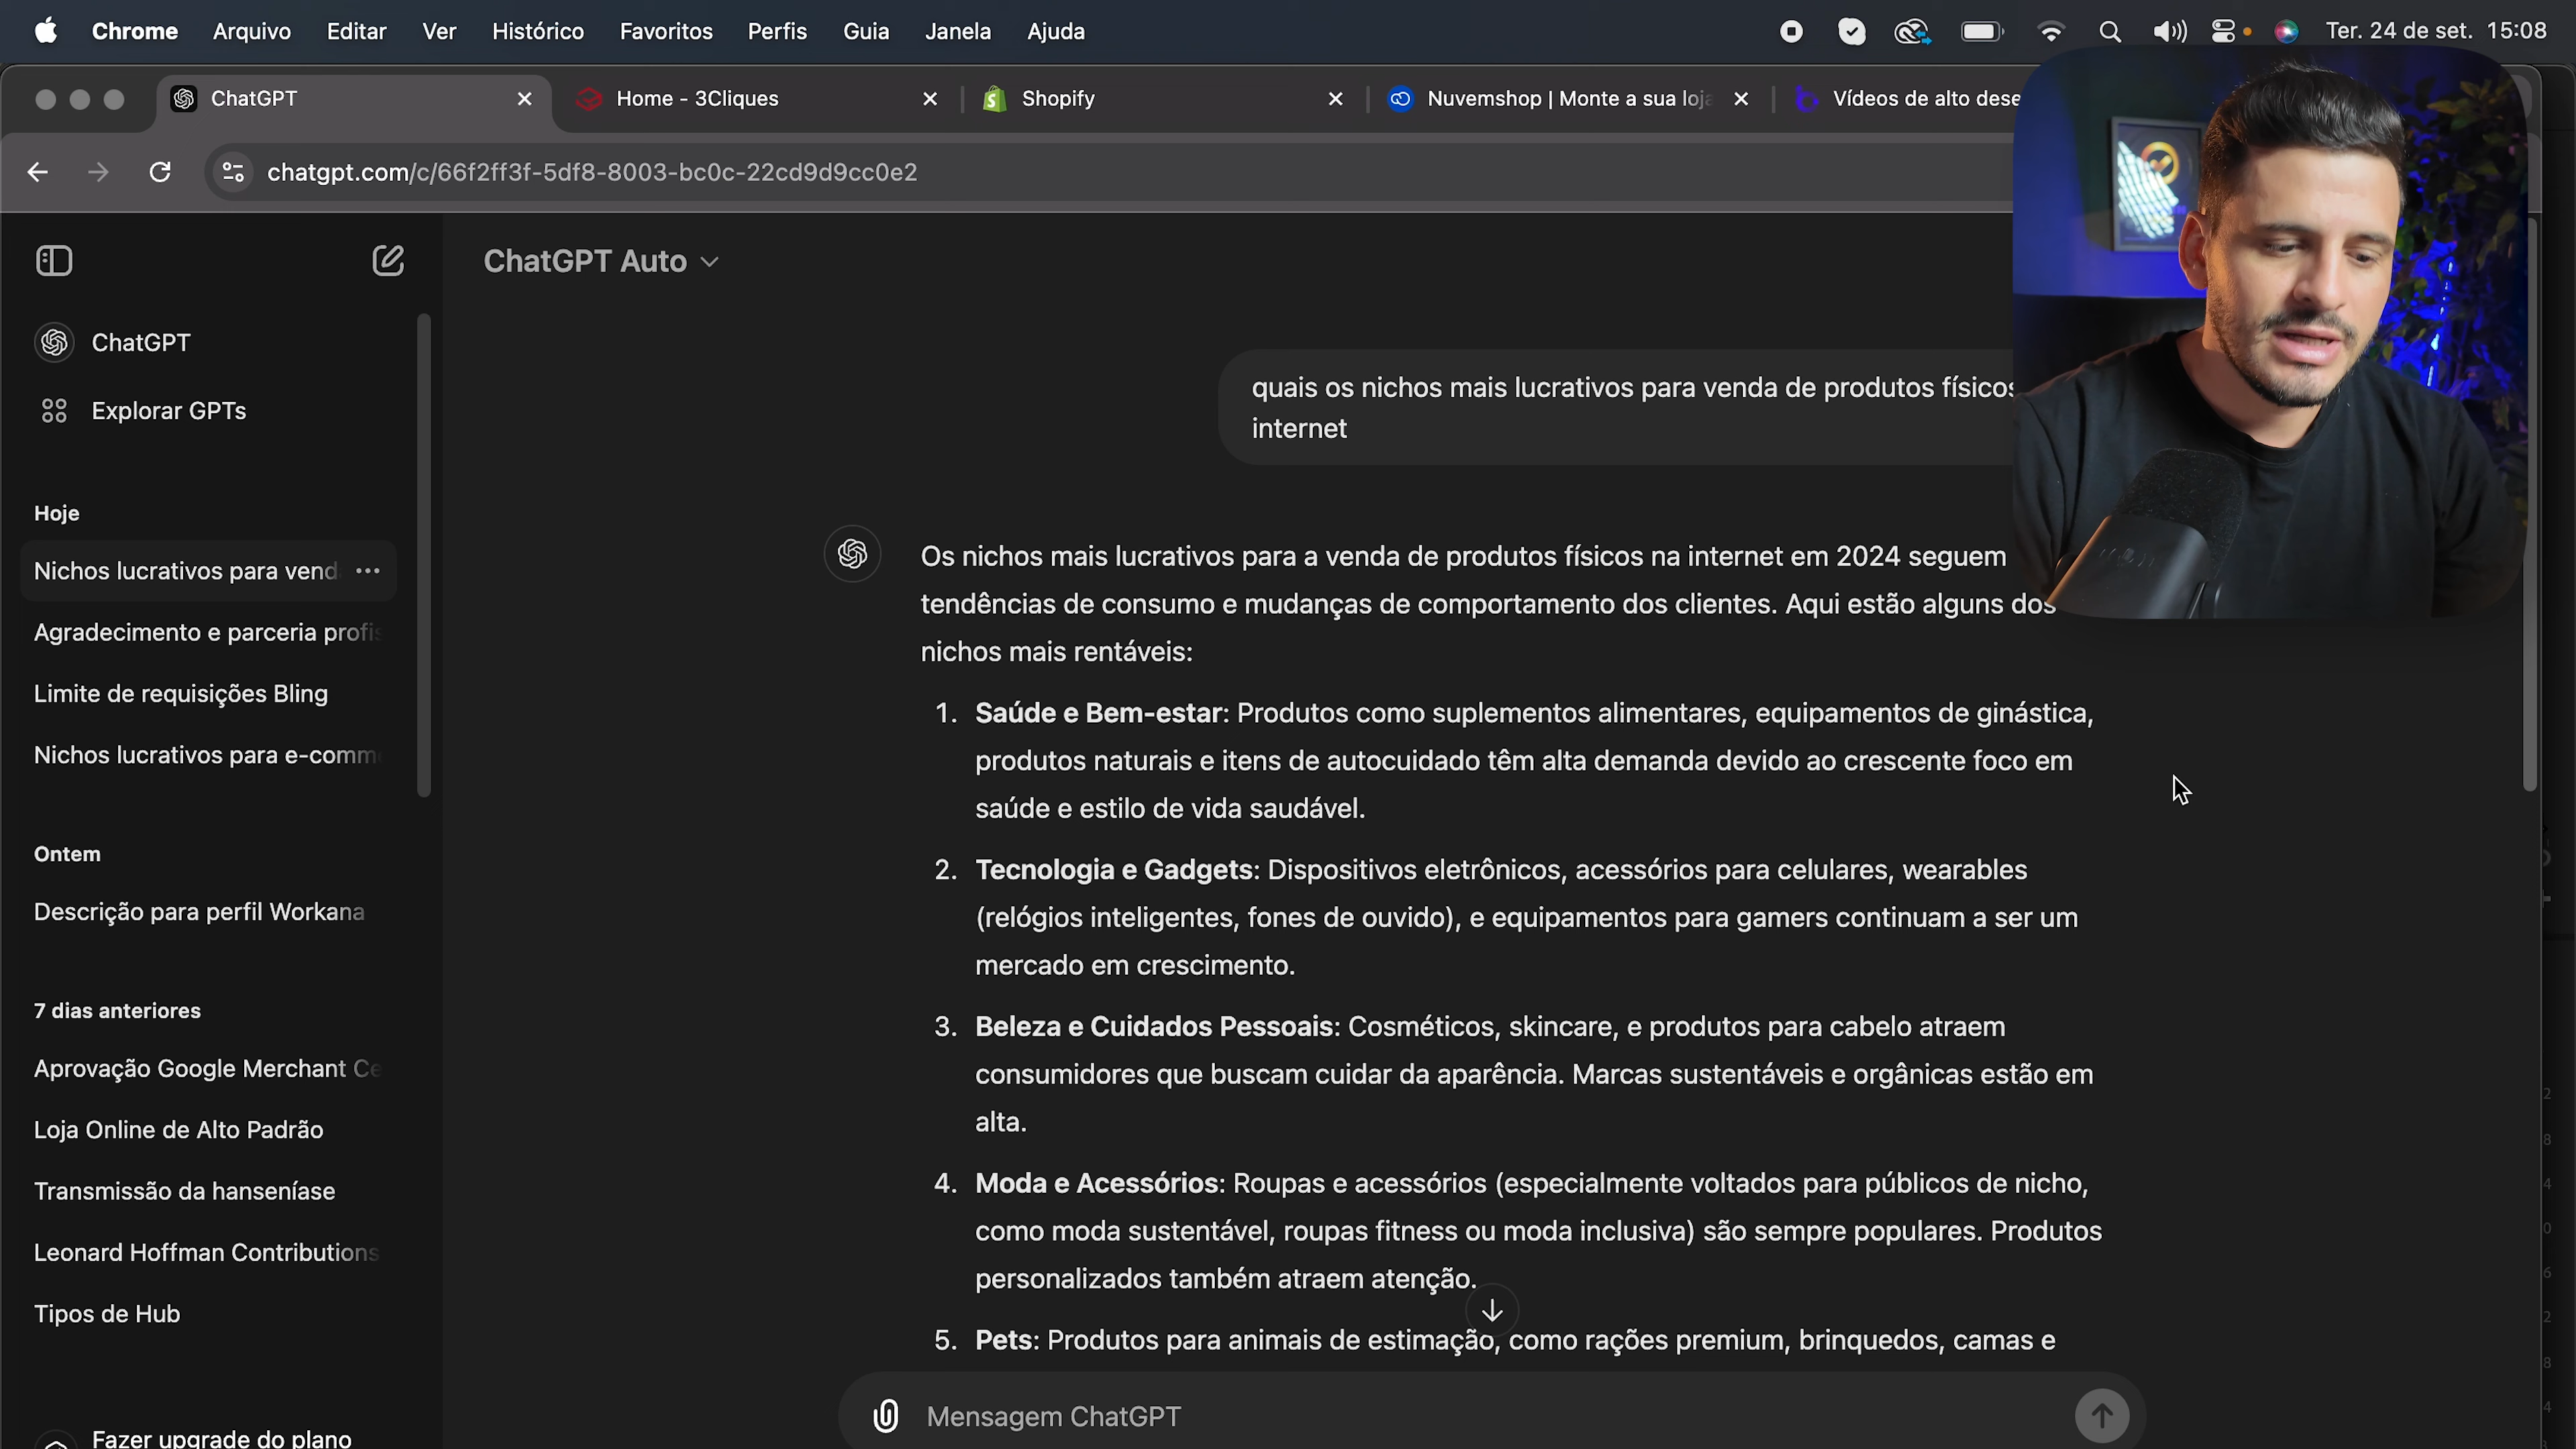 Chrome Arquivo Editar Ver Histórico Favoritos Perfis Guia Janela Ajuda Ter. 24 de set. 15:08
ChatGPT Home - 3Cliques Shopify Nuvemshop | Monte a sua loja Vídeos de alto dese
chatgpt.com/c/66f2ff3f-5df8-8003-bc0c-22cd9d9cc0e2
ChatGPT Auto
ChatGPT
Explorar GPTs
Hoje
Nichos lucrativos para vend
Agradecimento e parceria profis
Limite de requisições Bling
Nichos lucrativos para e-comme
Ontem
Descrição para perfil Workana
7 dias anteriores
Aprovação Google Merchant Ce
Loja Online de Alto Padrão
Transmissão da hanseníase
Leonard Hoffman Contributions
Tipos de Hub
Fazer upgrade do plano
quais os nichos mais lucrativos para venda de produtos físicos
internet
Os nichos mais lucrativos para a venda de produtos físicos na internet em 2024 seguem
tendências de consumo e mudanças de comportamento dos clientes. Aqui estão alguns dos
nichos mais rentáveis:
1. Saúde e Bem-estar: Produtos como suplementos alimentares, equipamentos de ginástica,
produtos naturais e itens de autocuidado têm alta demanda devido ao crescente foco em
saúde e estilo de vida saudável.
2. Tecnologia e Gadgets: Dispositivos eletrônicos, acessórios para celulares, wearables
(relógios inteligentes, fones de ouvido), e equipamentos para gamers continuam a ser um
mercado em crescimento.
3. Beleza e Cuidados Pessoais: Cosméticos, skincare, e produtos para cabelo atraem
consumidores que buscam cuidar da aparência. Marcas sustentáveis e orgânicas estão em
alta.
4. Moda e Acessórios: Roupas e acessórios (especialmente voltados para públicos de nicho,
como moda sustentável, roupas fitness ou moda inclusiva) são sempre populares. Produtos
personalizados também atraem atenção.
5. Pets: Produtos para animais de estimação, como rações premium, brinquedos, camas e
Mensagem ChatGPT